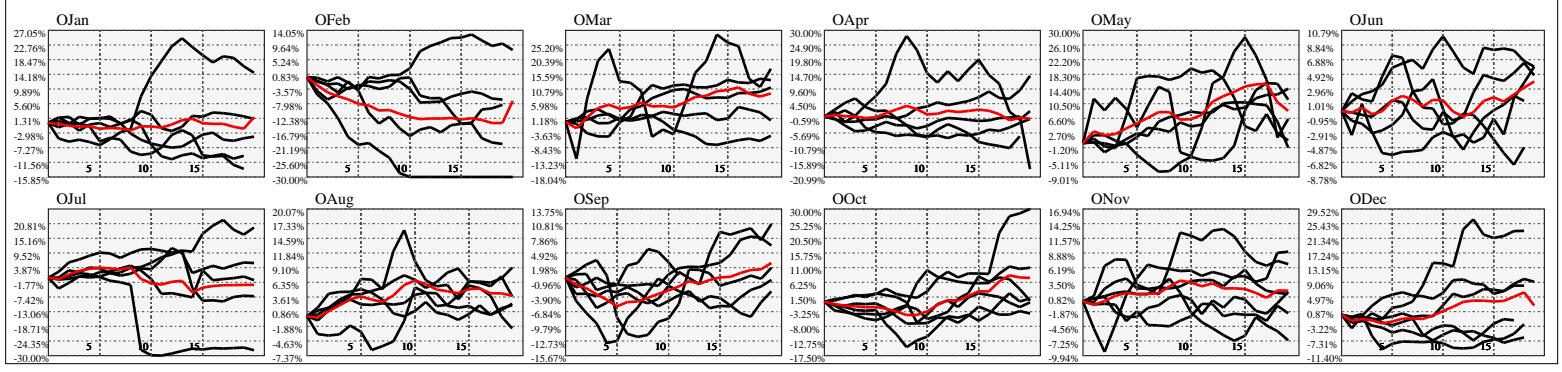 OJan OFeb OMar OApr OMay OJun
27.05% 14.05% 30.00% 30.00% 10.79%
22.76% 9.64% 25.20% 24.90% 26.10% 8.84%
18.47% 5.24% 20.39% 19.80% 22.20% 6.88%
14.18% 0.83% 15.59% 14.70% 18.30% 4.92%
9.89% -3.57% 10.79% 9.60% 14.40% 2.96%
5.60% -7.98% 5.98% 4.50% 10.50% 1.01%
1.31% -12.38% 1.18% -0.59% 6.60% -0.95%
-2.98% -16.79% -3.63% -5.69% 2.70% -2.91%
-7.27% -21.19% -8.43% -10.79% -1.20% -4.87%
-11.56% -25.60% -13.23% -15.89% -5.11% -6.82%
-15.85% -30.00% -18.04% -20.99% -9.01% -8.78%
5 10 15 5 10 15 5 10 15 5 10 15 5 10 15 5 10 15
OJul OAug OSep OOct ONov ODec
20.07% 13.75% 30.00% 16.94% 29.52%
20.81% 17.33% 10.81% 25.25% 14.25% 25.43%
15.16% 14.59% 7.86% 20.50% 11.57% 21.34%
9.52% 11.84% 4.92% 15.75% 8.88% 17.24%
3.87% 9.10% 1.98% 11.00% 6.19% 13.15%
-1.77% 6.35% -0.96% 6.25% 3.50% 9.06%
-7.42% 3.61% -3.90% 1.50% 0.82% 4.97%
-13.06% 0.86% -6.84% -3.25% -1.87% 0.87%
-18.71% -1.88% -9.79% -8.00% -4.56% -3.22%
-24.35% -4.63% -12.73% -12.75% -7.25% -7.31%
-30.00% -7.37% -15.67% -17.50% -9.94% -11.40%
5 10 15 5 10 15 5 10 15 5 10 15 5 10 15 5 10 15